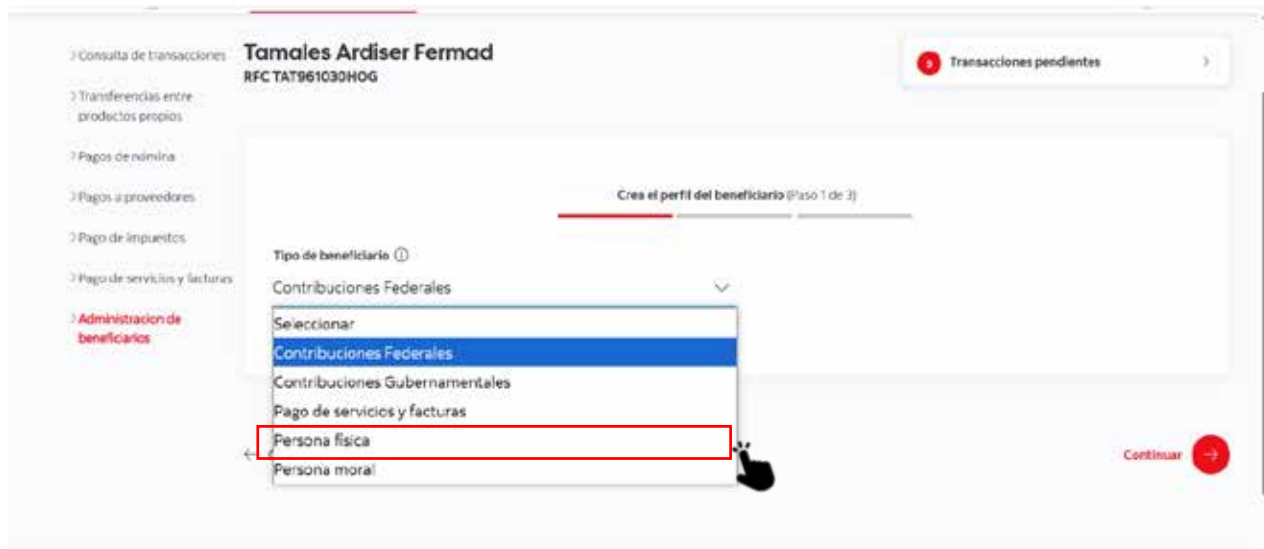 Consulta de transacciones
Tamales Ardiser Fermad
RFC TAT961030HOG
9
Transacciones pendientes
Transferencias entre
productos propios
Pagos de nómina
Pagos a proveedores
Pago de impuestos
Pago de servicios y facturas
Administracion de
beneficiarios
Crea el perfil del beneficiario (Paso 1 de 3)
Tipo de beneficiario
Contribuciones Federales
Seleccionar
Contribuciones Federales
Contribuciones Gubernamentales
Pago de servicios y facturas
Persona física
Persona moral
Continuar